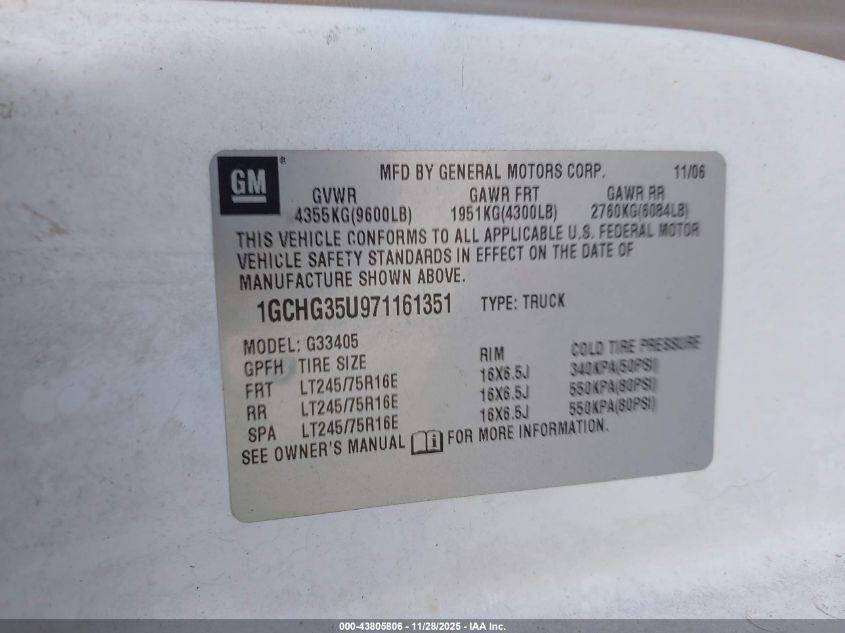 GM®
MFD BY GENERAL MOTORS CORP. 11/06
GVWR GAWR FRT GAWR RR
4355KG(9600LB) 1951KG(4300LB) 2760KG(6084LB)
THIS VEHICLE CONFORMS TO ALL APPLICABLE U.S. FEDERAL MOTOR
VEHICLE SAFETY STANDARDS IN EFFECT ON THE DATE OF
MANUFACTURE SHOWN ABOVE.
1GCHG35U971161351 TYPE: TRUCK
MODEL: G33405
GPFH TIRE SIZE RIM COLD TIRE PRESSURE
FRT LT245/75R16E 16X6.5J 340KPA(50PSI)
RR LT245/75R16E 16X6.5J 550KPA(80PSI)
SPA LT245/75R16E 16X6.5J 550KPA(80PSI)
SEE OWNER'S MANUAL FOR MORE INFORMATION.
000-43805806 - 11/28/2025 - IAA Inc.